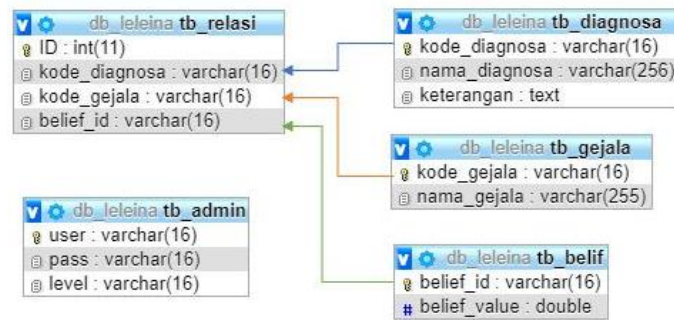 db_leleina tb_relasi
ID : int(11)
kode_diagnosa : varchar(16)
kode_gejala : varchar(16)
belief_id : varchar(16)
db_leleina tb_diagnosa
kode_diagnosa : varchar(16)
nama_diagnosa : varchar(256)
keterangan : text
db_leleina tb_gejala
kode_gejala : varchar(16)
nama_gejala : varchar(255)
db_leleina tb_admin
user : varchar(16)
pass : varchar(16)
level : varchar(16)
db_leleina tb_belif
belief_id : varchar(16)
# belief_value : double